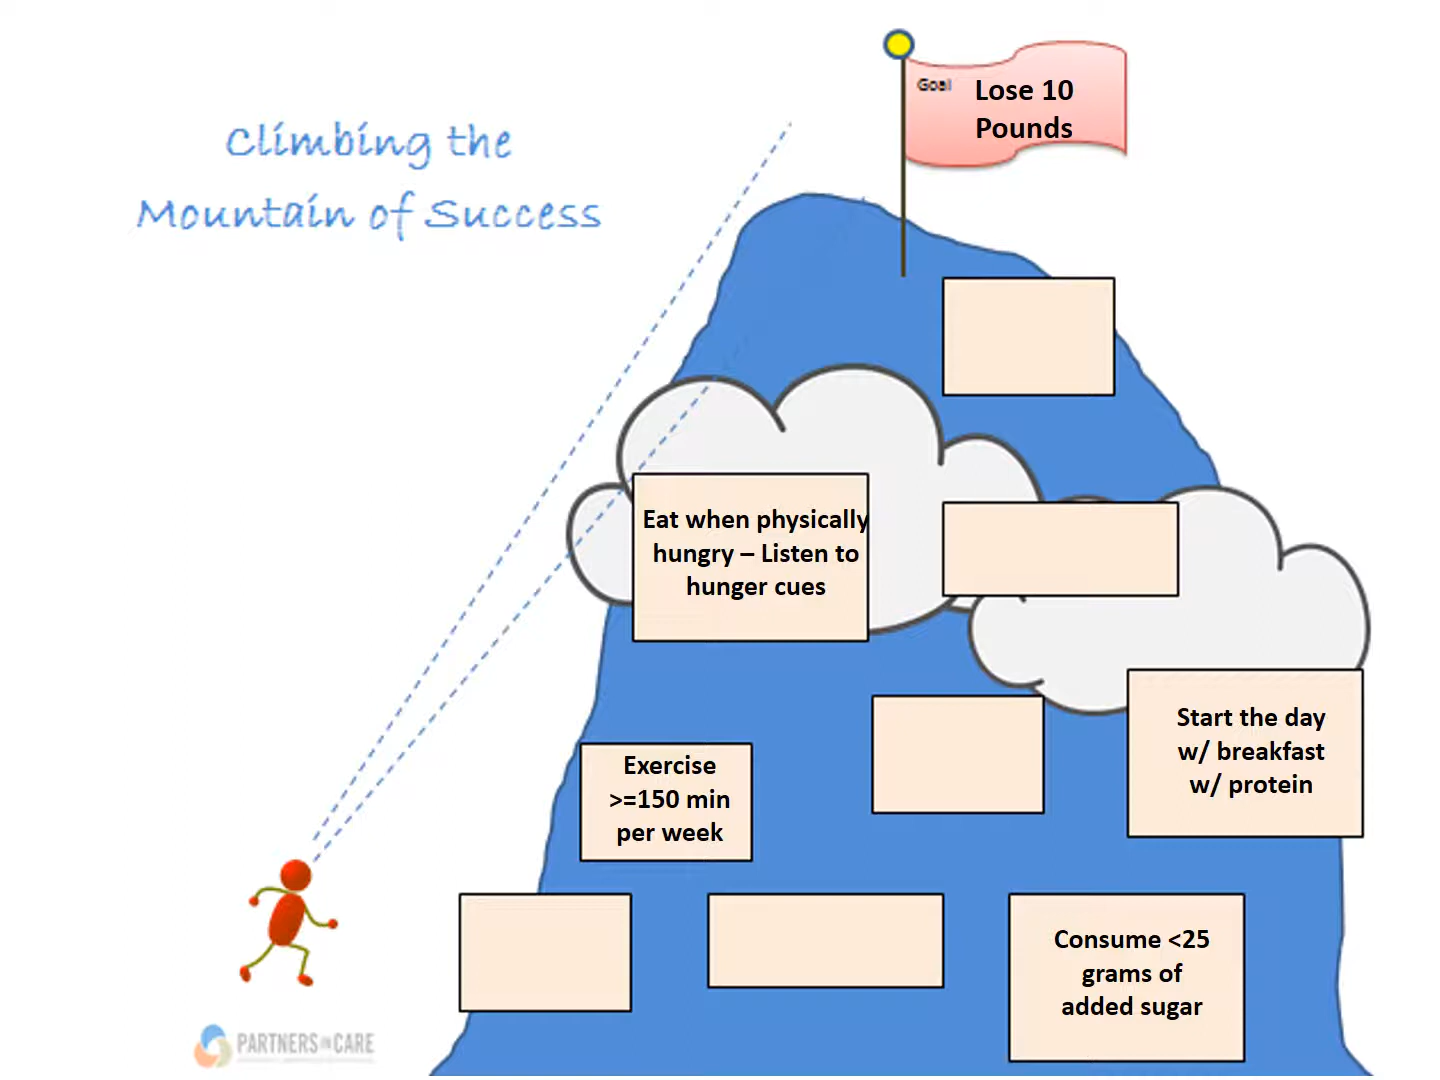 Climbing the
Mountain of Success
Goal
Lose 10
Pounds
Eat when physically
hungry – Listen to
hunger cues
Start the day
w/ breakfast
w/ protein
Exercise
>=150 min
per week
Consume <25
grams of
added sugar
PARTNERS IN CARE